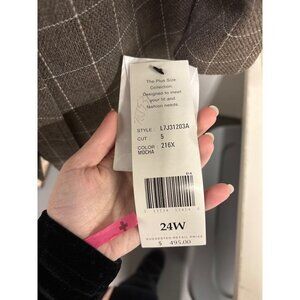 The Plus Size
Collection.
Designed to meet
your fit and
fashion needs.
STYLE: L7J31203A
CUT 5
COLOR: 216X
MOCHA
24W
SUGGESTED RETAIL PRICE
$ 495.00